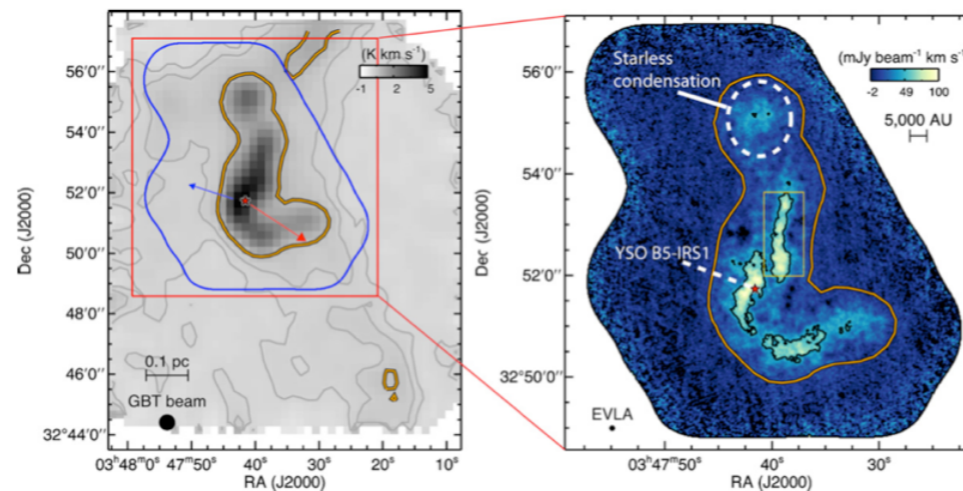 (K km s⁻¹)
-1 2 5
56'0''
54'0''
52'0''
50'0''
48'0''
46'0''
32°44'0''
Dec (J2000)
0.1 pc
GBT beam
03ʰ48ᵐ0ˢ 47ᵐ50ˢ 40ˢ 30ˢ 20ˢ 10ˢ
RA (J2000)
Starless
condensation
(mJy beam⁻¹ km s⁻¹)
-2 49 100
5,000 AU
YSO B5-IRS1
56'0''
54'0''
52'0''
32°50'0''
Dec (J2000)
EVLA
03ʰ47ᵐ50ˢ 40ˢ 30ˢ
RA (J2000)